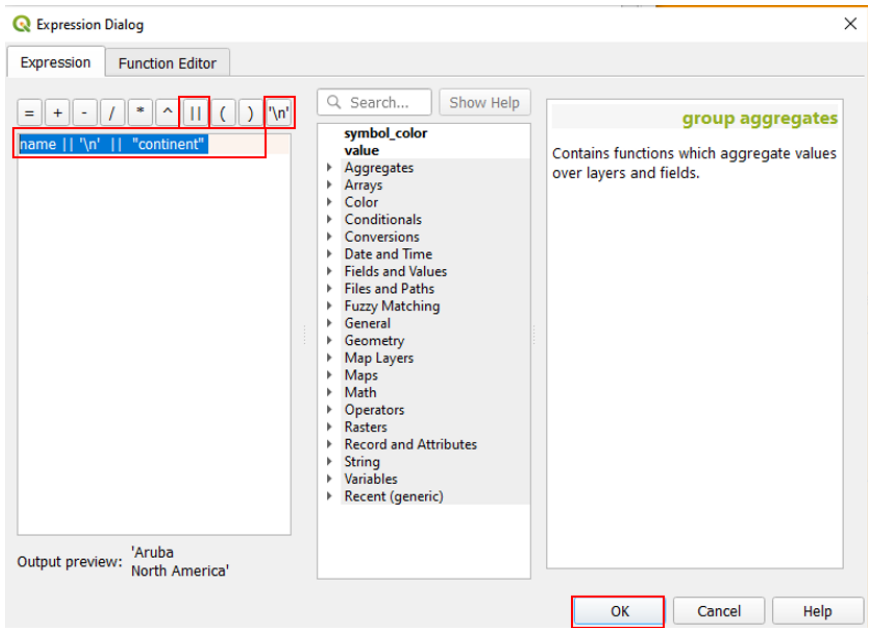 Expression Dialog
Expression Function Editor
= + - / * ^ || ( ) '\n'
name || '\n' || "continent"
Output preview: 'Aruba
North America'
Search... Show Help
symbol_color
value
Aggregates
Arrays
Color
Conditionals
Conversions
Date and Time
Fields and Values
Files and Paths
Fuzzy Matching
General
Geometry
Map Layers
Maps
Math
Operators
Rasters
Record and Attributes
String
Variables
Recent (generic)
group aggregates
Contains functions which aggregate values
over layers and fields.
OK Cancel Help